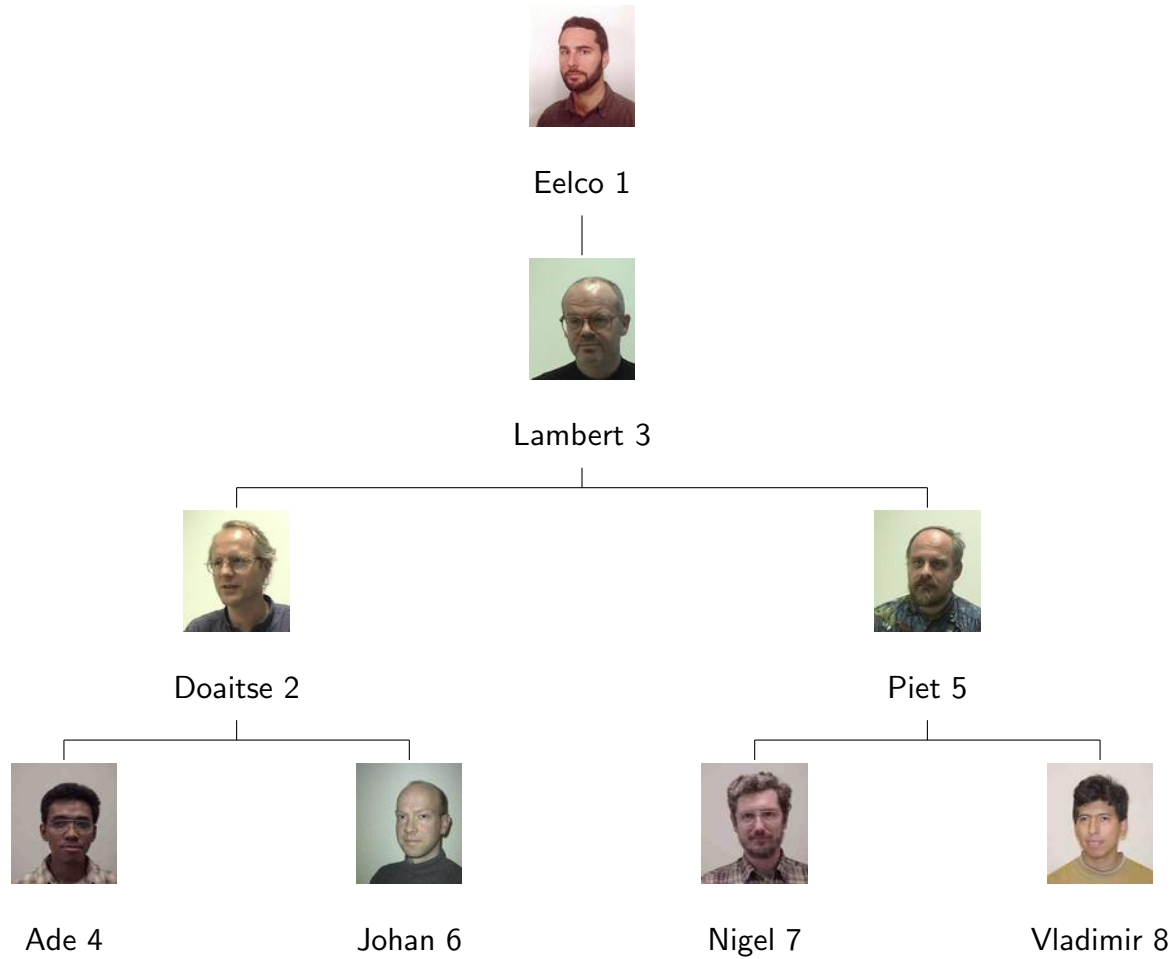 Eelco 1
Lambert 3
Doaitse 2
Piet 5
Ade 4
Johan 6
Nigel 7
Vladimir 8